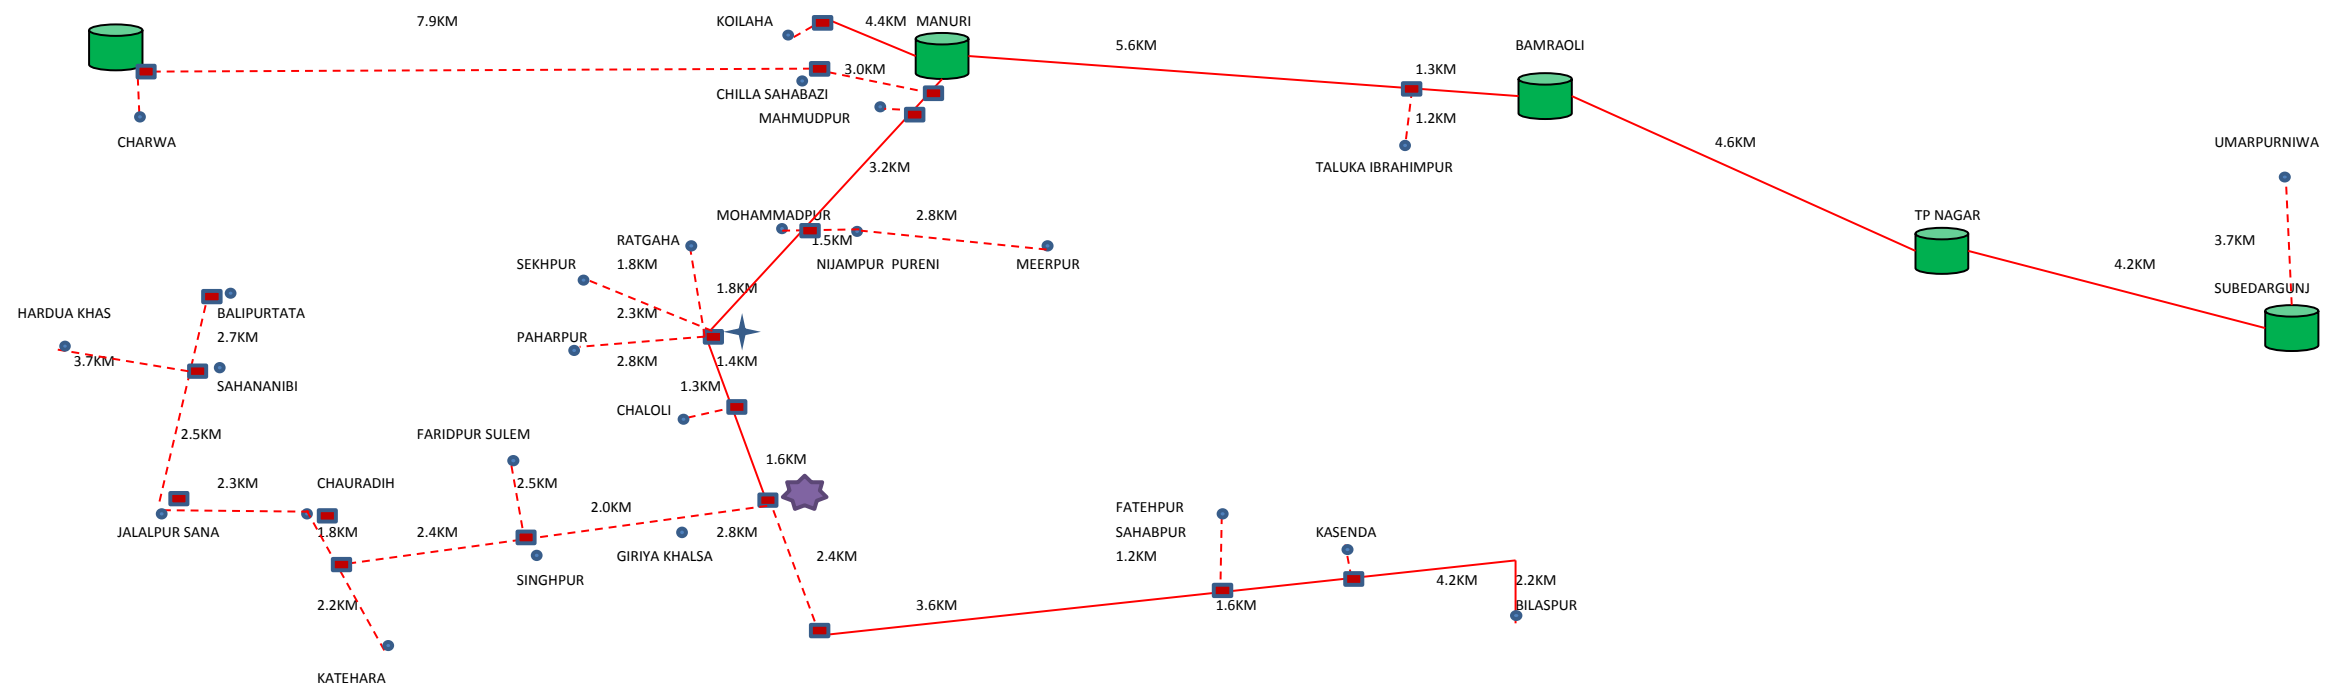 7.9KM
KOILAHA
4.4KM
MANURI
5.6KM
BAMRAOLI
3.0KM
1.3KM
CHILLA SAHABAZI
MAHMUDPUR
1.2KM
CHARWA
4.6KM
UMARPURNIWA
3.2KM
TALUKA IBRAHIMPUR
MOHAMMADPUR
2.8KM
TP NAGAR
RATGAHA
1.5KM
3.7KM
SEKHPUR
1.8KM
NIJAMPUR  PURENI
MEERPUR
4.2KM
1.8KM
SUBEDARGUNJ
HARDUA KHAS
BALIPURTATA
2.3KM
2.7KM
PAHARPUR
3.7KM
2.8KM
1.4KM
SAHANANIBI
1.3KM
CHALOLI
2.5KM
FARIDPUR SULEM
1.6KM
2.3KM
CHAURADIH
2.5KM
2.0KM
FATEHPUR
SAHABPUR
1.2KM
KASENDA
JALALPUR SANA
1.8KM
2.4KM
2.8KM
GIRIYA KHALSA
2.4KM
SINGHPUR
4.2KM
2.2KM
2.2KM
3.6KM
1.6KM
BILASPUR
KATEHARA